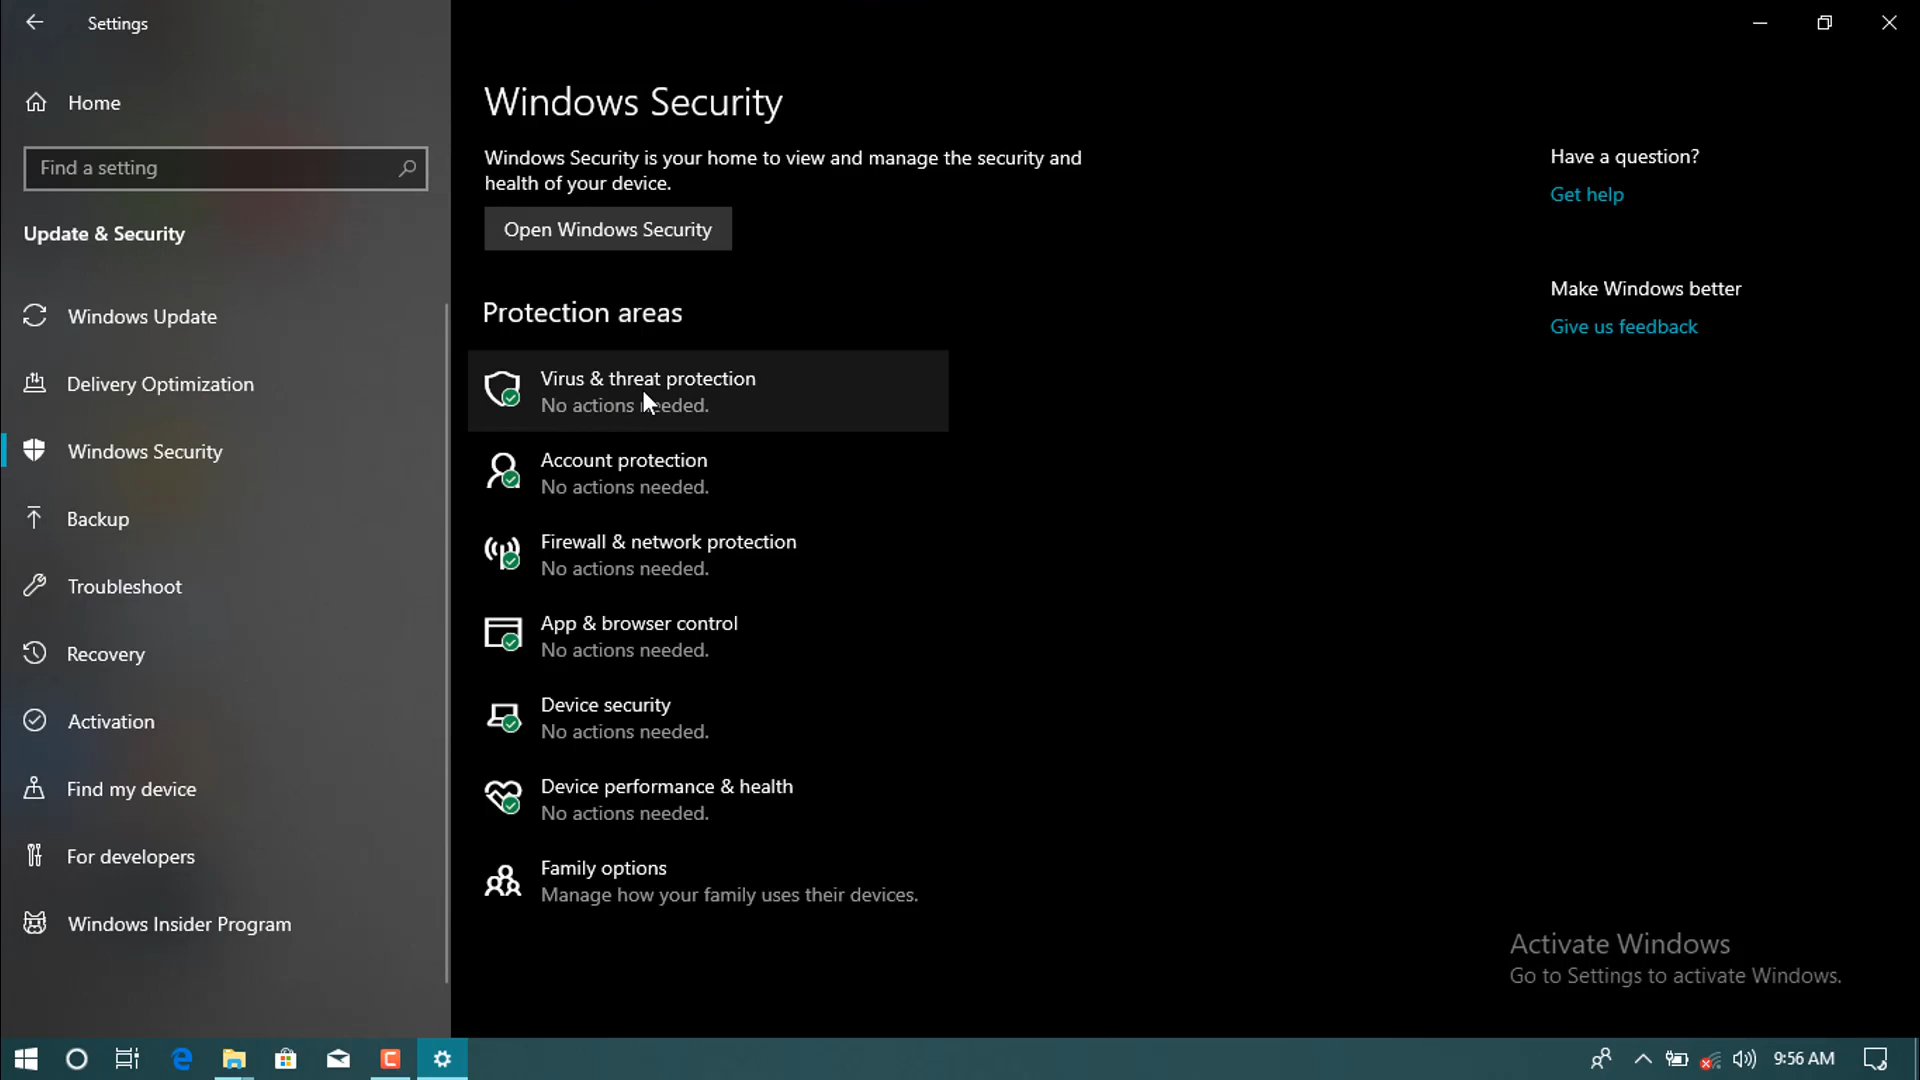 Settings
Home
Find a setting
Update & Security
Windows Update
Delivery Optimization
Windows Security
Backup
Troubleshoot
Recovery
Activation
Find my device
For developers
Windows Insider Program
Windows Security
Windows Security is your home to view and manage the security and
health of your device.
Open Windows Security
Protection areas
Virus & threat protection
No actions needed.
Account protection
No actions needed.
Firewall & network protection
No actions needed.
App & browser control
No actions needed.
Device security
No actions needed.
Device performance & health
No actions needed.
Family options
Manage how your family uses their devices.
Have a question?
Get help
Make Windows better
Give us feedback
Activate Windows
Go to Settings to activate Windows.
9:56 AM